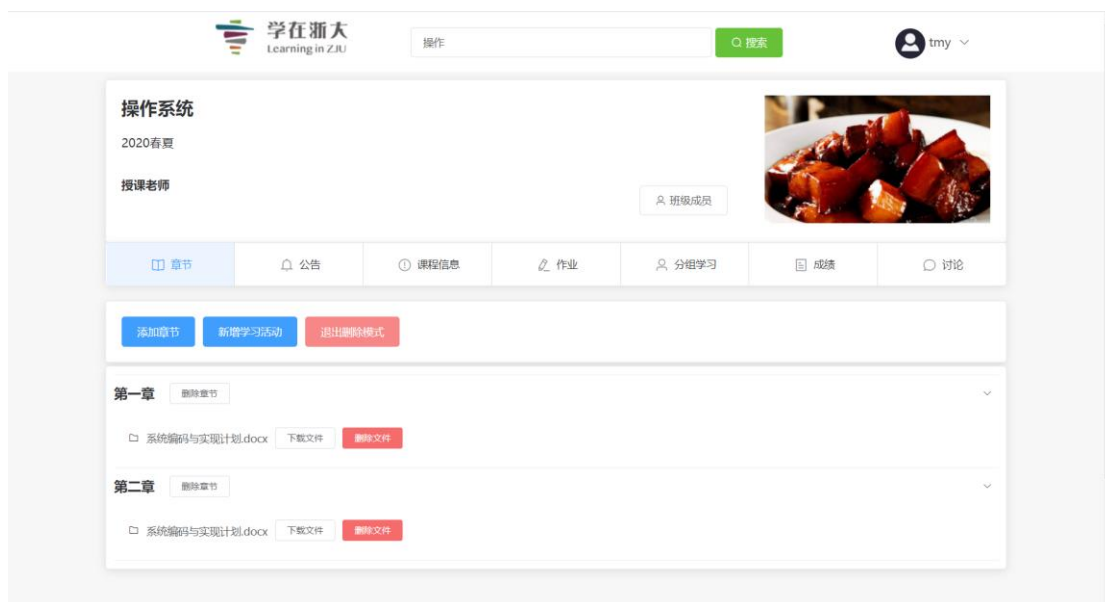 学在浙大
Learning in ZJU
操作
搜索
tmy
操作系统
2020春夏
授课老师
班级成员
章节
公告
课程信息
作业
分组学习
成绩
讨论
添加章节
新增学习活动
退出删除模式
第一章
删除章节
系统编码与实现计划.docx
下载文件
删除文件
第二章
删除章节
系统编码与实现计划.docx
下载文件
删除文件